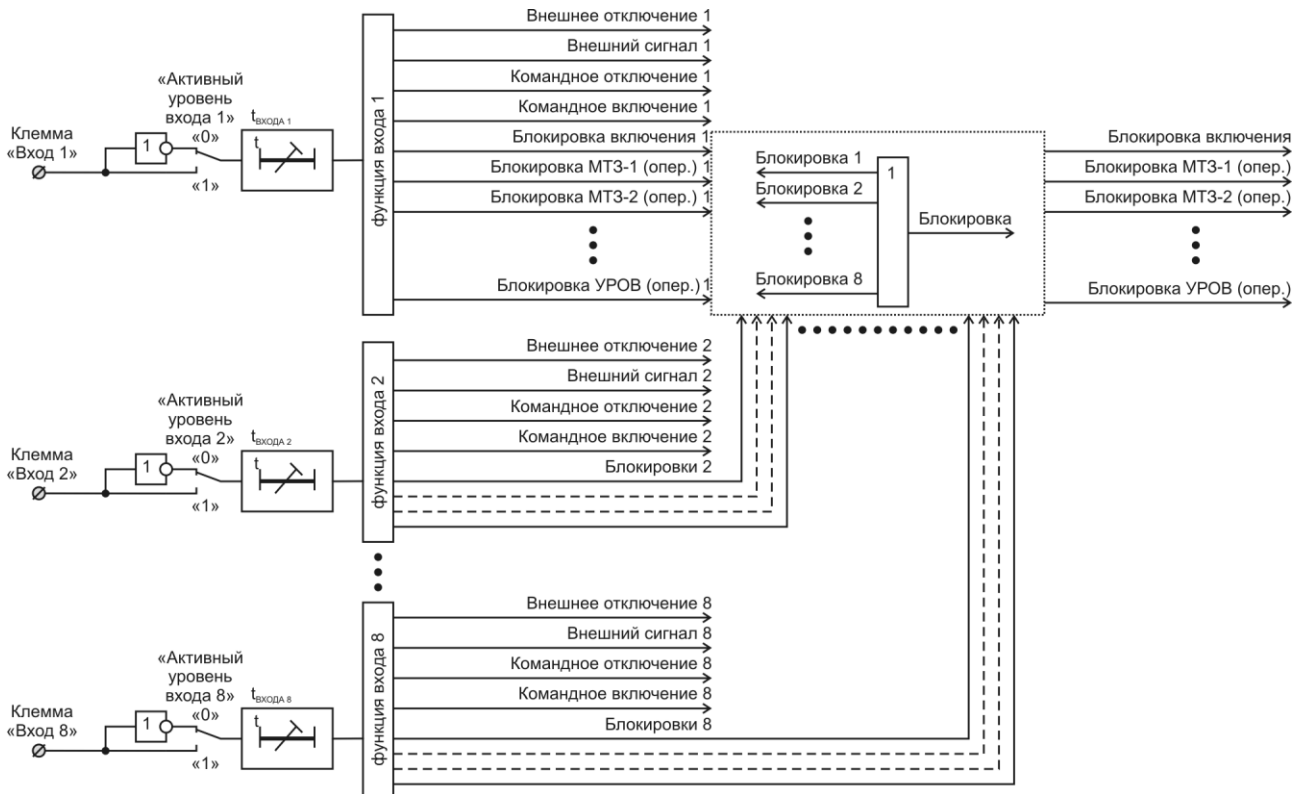 Клемма
«Вход 1»
1
«Активный
уровень
входа 1»
«0»
«1»
tВХОДА 1
t
функция входа 1
Внешнее отключение 1
Внешний сигнал 1
Командное отключение 1
Командное включение 1
Блокировка включения 1
Блокировка МТЗ-1 (опер.) 1
Блокировка МТЗ-2 (опер.) 1
Блокировка УРОВ (опер.) 1
Блокировка 1
Блокировка 2
Блокировка 8
1
Блокировка
Блокировка включения
Блокировка МТЗ-1 (опер.)
Блокировка МТЗ-2 (опер.)
Блокировка УРОВ (опер.)
Клемма
«Вход 2»
1
«Активный
уровень
входа 2»
«0»
«1»
tВХОДА 2
t
функция входа 2
Внешнее отключение 2
Внешний сигнал 2
Командное отключение 2
Командное включение 2
Блокировки 2
Клемма
«Вход 8»
1
«Активный
уровень
входа 8»
«0»
«1»
tВХОДА 8
t
функция входа 8
Внешнее отключение 8
Внешний сигнал 8
Командное отключение 8
Командное включение 8
Блокировки 8